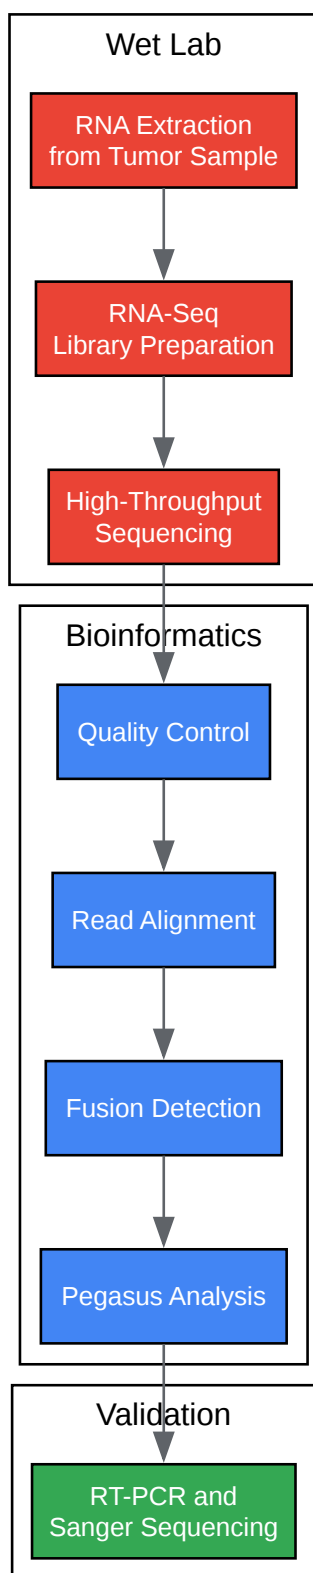 Wet Lab
RNA Extraction
from Tumor Sample
RNA-Seq
Library Preparation
High-Throughput
Sequencing
Bioinformatics
Quality Control
Read Alignment
Fusion Detection
Pegasus Analysis
Validation
RT-PCR and
Sanger Sequencing